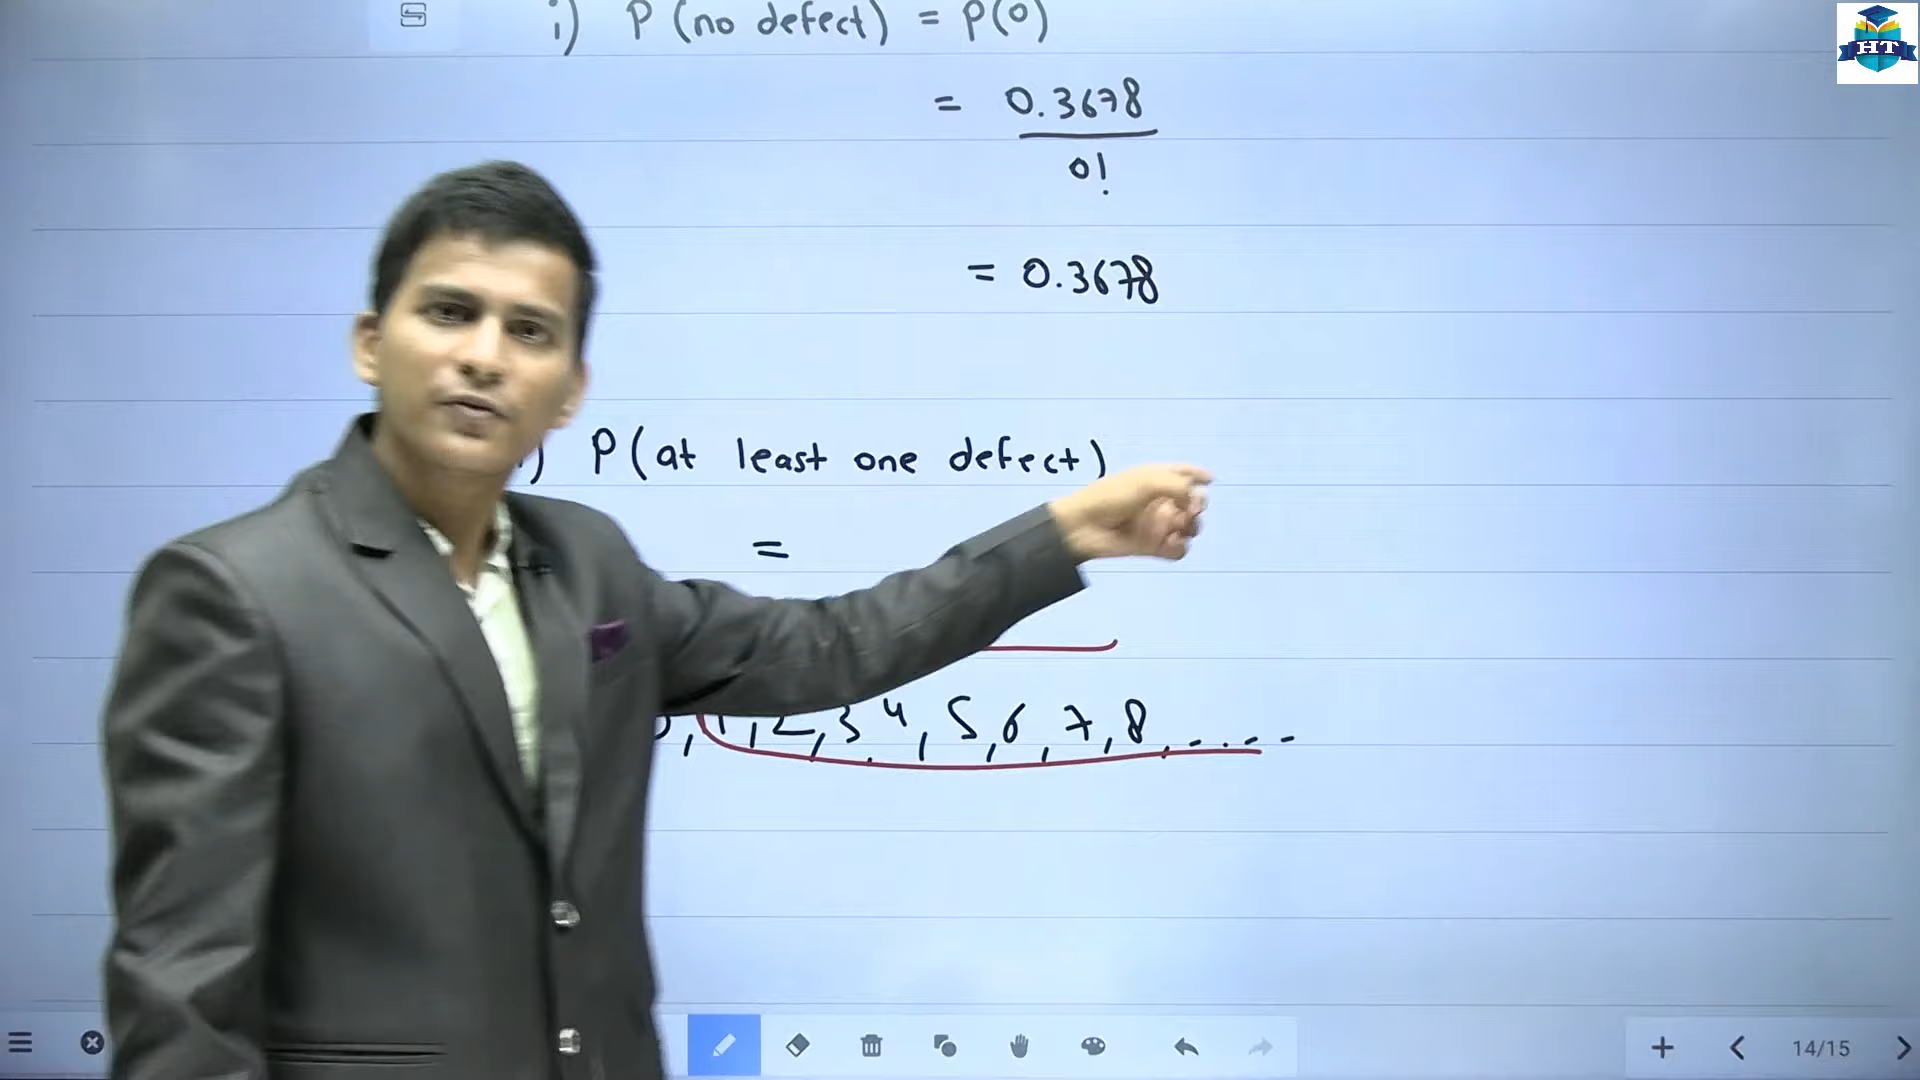 i) P (no defect) = P(0)
= 0.3678
0!
= 0.3678
) P (at least one defect)
=
, 1, 2, 3 4, 5, 6, 7, 8, .....
14/15
HT